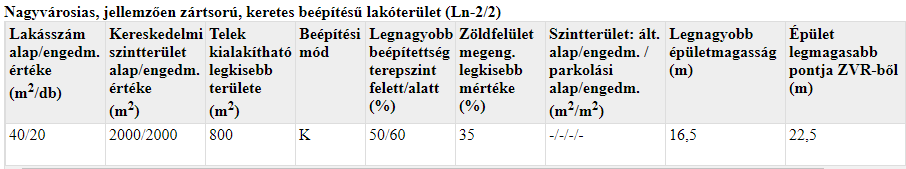 Nagyvárosias, jellemzően zártsorú, keretes beépítésű lakóterület (Ln-2/2)
Lakásszám alap/engedm. értéke (m²/db)
Kereskedelmi szintterület alap/engedm. értéke (m²)
Telek kialakítható legkisebb területe (m²)
Beépítési mód
Legnagyobb beépítettség terepszint felett/alatt (%)
Zöldfelület megeng. legkisebb mértéke (%)
Szintterület: ált. alap/engedm. / parkolási alap/engedm. (m²/m²)
Legnagyobb épületmagasság (m)
Épület legmagasabb pontja ZVR-ből (m)
40/20 2000/2000 800 K 50/60 35 -/-/-/- 16,5 22,5